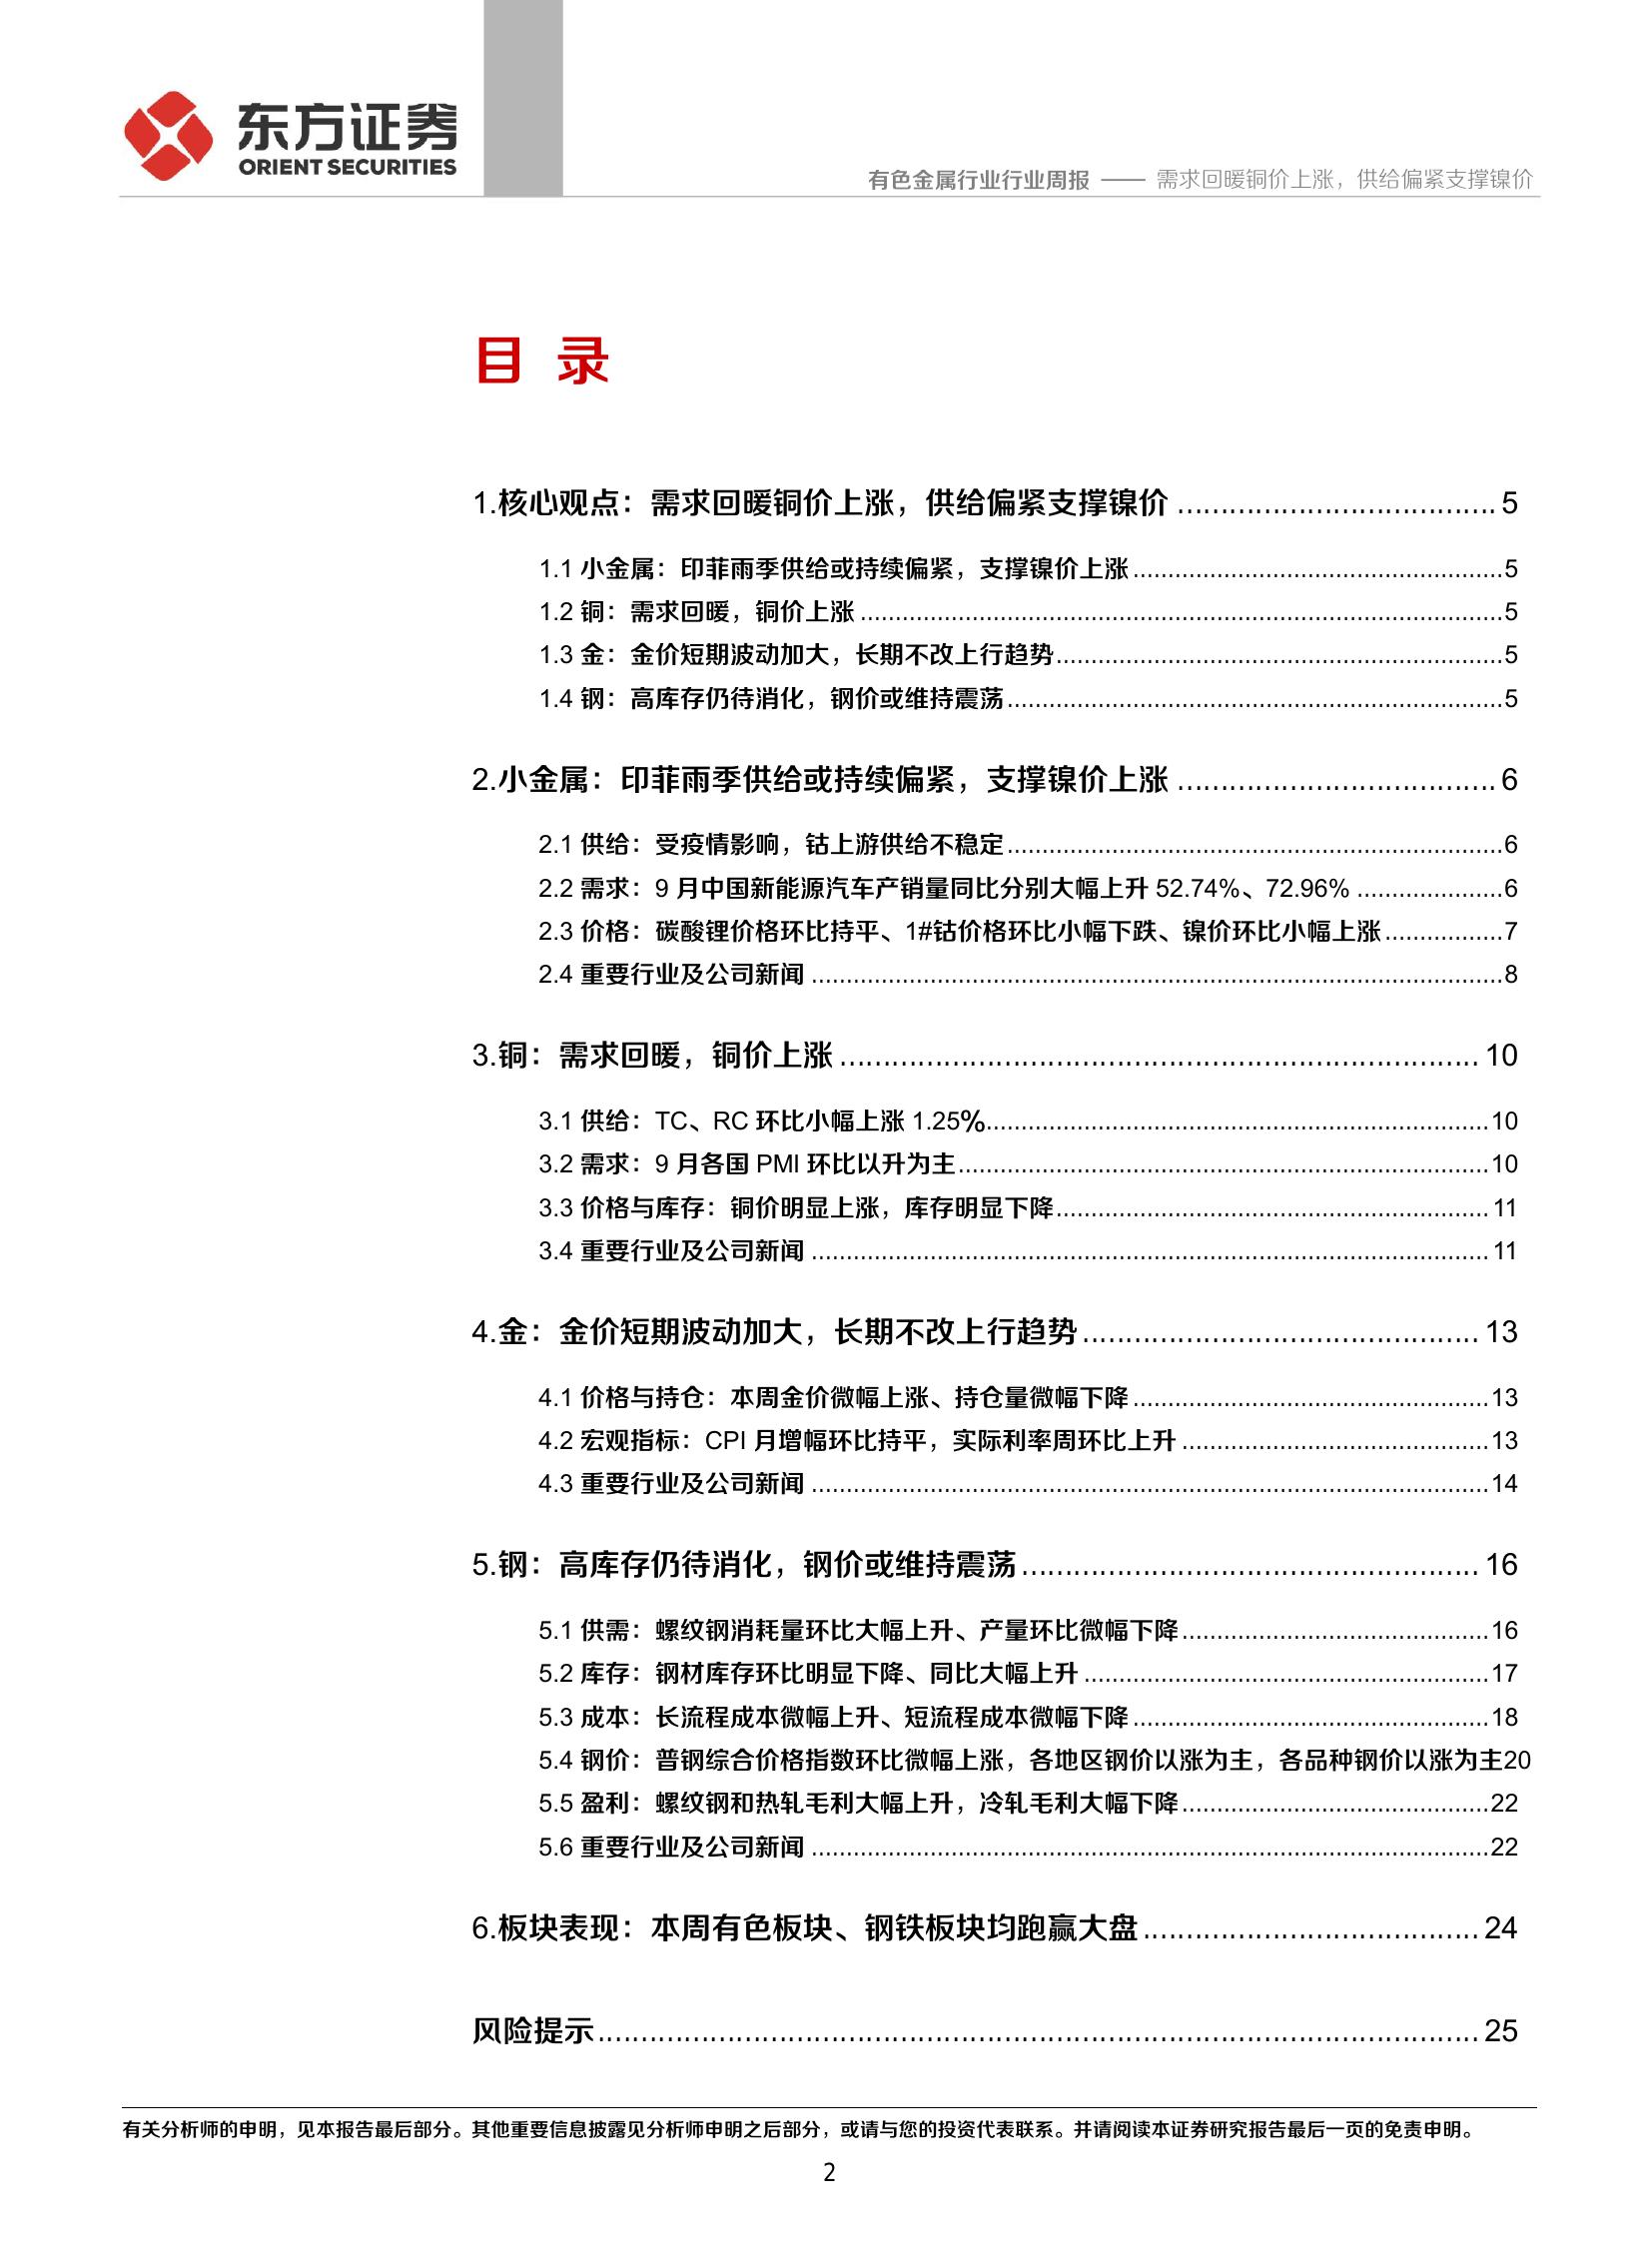 东方证券
ORIENT SECURITIES
有色金属行业行业周报 —— 需求回暖铜价上涨，供给偏紧支撑镍价
目 录
1.核心观点：需求回暖铜价上涨，供给偏紧支撑镍价 ..................................... 5
1.1 小金属：印菲雨季供给或持续偏紧，支撑镍价上涨.....................................................5
1.2 铜：需求回暖，铜价上涨 ............................................................................................5
1.3 金：金价短期波动加大，长期不改上行趋势................................................................5
1.4 钢：高库存仍待消化，钢价或维持震荡.......................................................................5
2.小金属：印菲雨季供给或持续偏紧，支撑镍价上涨 ..................................... 6
2.1 供给：受疫情影响，钴上游供给不稳定.......................................................................6
2.2 需求：9 月中国新能源汽车产销量同比分别大幅上升 52.74%、72.96% .....................6
2.3 价格：碳酸锂价格环比持平、1#钴价格环比小幅下跌、镍价环比小幅上涨.................7
2.4 重要行业及公司新闻 ...................................................................................................8
3.铜：需求回暖，铜价上涨 .......................................................................... 10
3.1 供给：TC、RC 环比小幅上涨 1.25%........................................................................10
3.2 需求：9 月各国 PMI 环比以升为主............................................................................10
3.3 价格与库存：铜价明显上涨，库存明显下降..............................................................11
3.4 重要行业及公司新闻 .................................................................................................11
4.金：金价短期波动加大，长期不改上行趋势 .............................................. 13
4.1 价格与持仓：本周金价微幅上涨、持仓量微幅下降...................................................13
4.2 宏观指标：CPI 月增幅环比持平，实际利率周环比上升 ............................................13
4.3 重要行业及公司新闻 .................................................................................................14
5.钢：高库存仍待消化，钢价或维持震荡 ..................................................... 16
5.1 供需：螺纹钢消耗量环比大幅上升、产量环比微幅下降............................................16
5.2 库存：钢材库存环比明显下降、同比大幅上升 ..........................................................17
5.3 成本：长流程成本微幅上升、短流程成本微幅下降...................................................18
5.4 钢价：普钢综合价格指数环比微幅上涨，各地区钢价以涨为主，各品种钢价以涨为主20
5.5 盈利：螺纹钢和热轧毛利大幅上升，冷轧毛利大幅下降............................................22
5.6 重要行业及公司新闻 .................................................................................................22
6.板块表现：本周有色板块、钢铁板块均跑赢大盘 ....................................... 24
风险提示...................................................................................................... 25
有关分析师的申明，见本报告最后部分。其他重要信息披露见分析师申明之后部分，或请与您的投资代表联系。并请阅读本证券研究报告最后一页的免责申明。
2